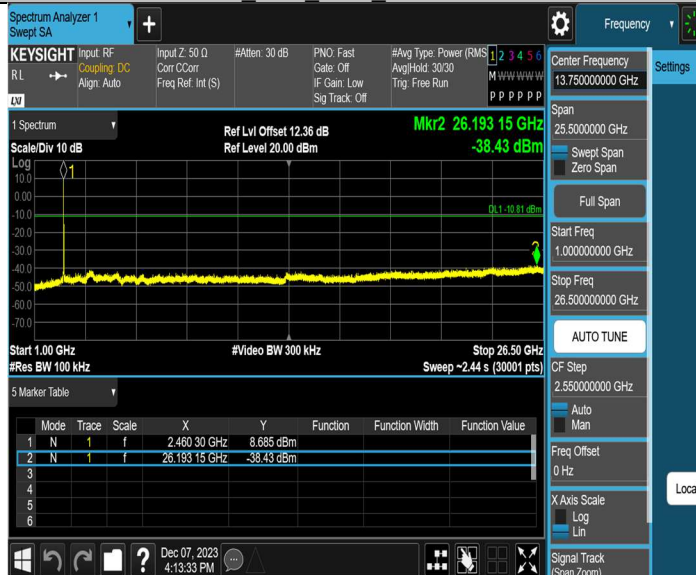 Spectrum Analyzer 1
Swept SA
+
Frequency
KEYSIGHT
RL
LXI
Input: RF
Coupling: DC
Align: Auto
Input Z: 50 Ω
Corr CCorr
Freq Ref: Int (S)
#Atten: 30 dB
PNO: Fast
Gate: Off
IF Gain: Low
Sig Track: Off
#Avg Type: Power (RMS
Avg|Hold: 30/30
Trig: Free Run
1 2 3 4 5 6
M W W W W W
P P P P P P
1 Spectrum
Scale/Div 10 dB
Ref Lvl Offset 12.36 dB
Ref Level 20.00 dBm
Mkr2 26.193 15 GHz
-38.43 dBm
Log
10.0
0.00
-10.0
-20.0
-30.0
-40.0
-50.0
-60.0
-70.0
1
DL1 -10.81 dBm
2
Start 1.00 GHz
#Res BW 100 kHz
#Video BW 300 kHz
Stop 26.50 GHz
Sweep ~2.44 s (30001 pts)
5 Marker Table
Mode Trace Scale X Y Function Function Width Function Value
1 N 1 f 2.460 30 GHz 8.685 dBm
2 N 1 f 26.193 15 GHz -38.43 dBm
3
4
5
6
Dec 07, 2023
4:13:33 PM
?
Center Frequency
13.750000000 GHz
Settings
Span
25.5000000 GHz
Swept Span
Zero Span
Full Span
Start Freq
1.000000000 GHz
Stop Freq
26.500000000 GHz
AUTO TUNE
CF Step
2.550000000 GHz
Auto
Man
Freq Offset
0 Hz
X Axis Scale
Log
Lin
Signal Track
(Span Zoom)
Loca